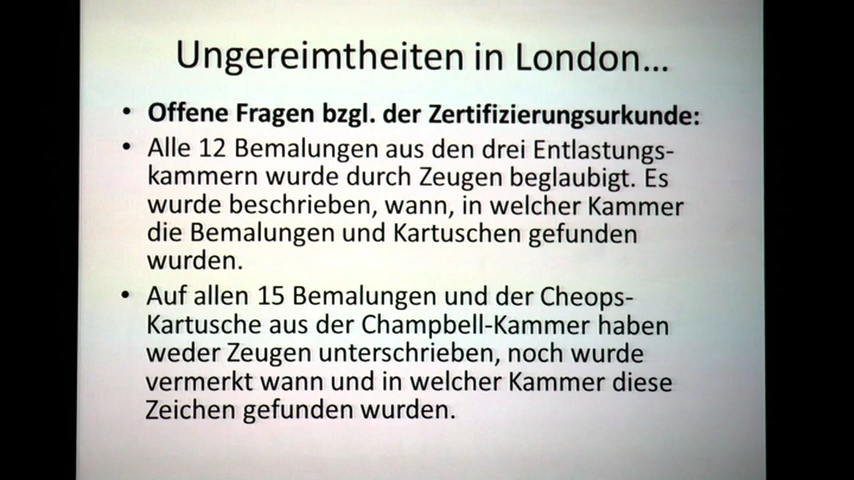 Ungereimtheiten in London…
• Offene Fragen bzgl. der Zertifizierungsurkunde:
• Alle 12 Bemalungen aus den drei Entlastungs-
kammern wurde durch Zeugen beglaubigt. Es
wurde beschrieben, wann, in welcher Kammer
die Bemalungen und Kartuschen gefunden
wurden.
• Auf allen 15 Bemalungen und der Cheops-
Kartusche aus der Champbell-Kammer haben
weder Zeugen unterschrieben, noch wurde
vermerkt wann und in welcher Kammer diese
Zeichen gefunden wurden.